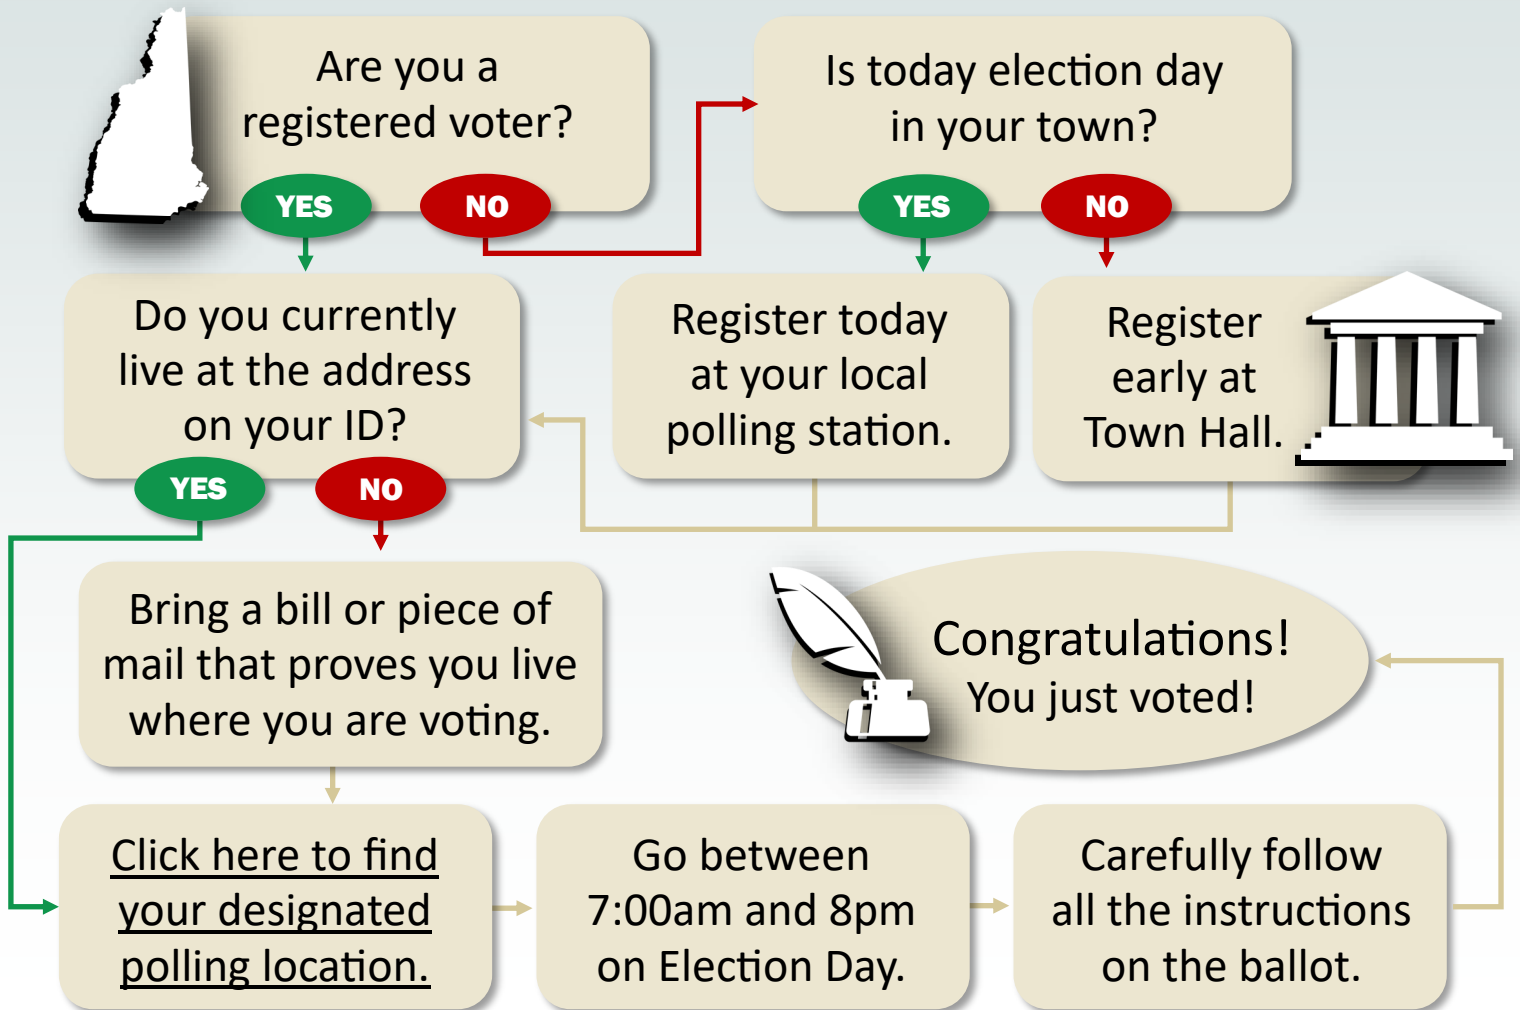 Are you a
registered voter?
YES
NO
Is today election day
in your town?
YES
NO
Do you currently
live at the address
on your ID?
YES
NO
Register today
at your local
polling station.
Register
early at
Town Hall.
Bring a bill or piece of
mail that proves you live
where you are voting.
Congratulations!
You just voted!
Click here to find
your designated
polling location.
Go between
7:00am and 8pm
on Election Day.
Carefully follow
all the instructions
on the ballot.